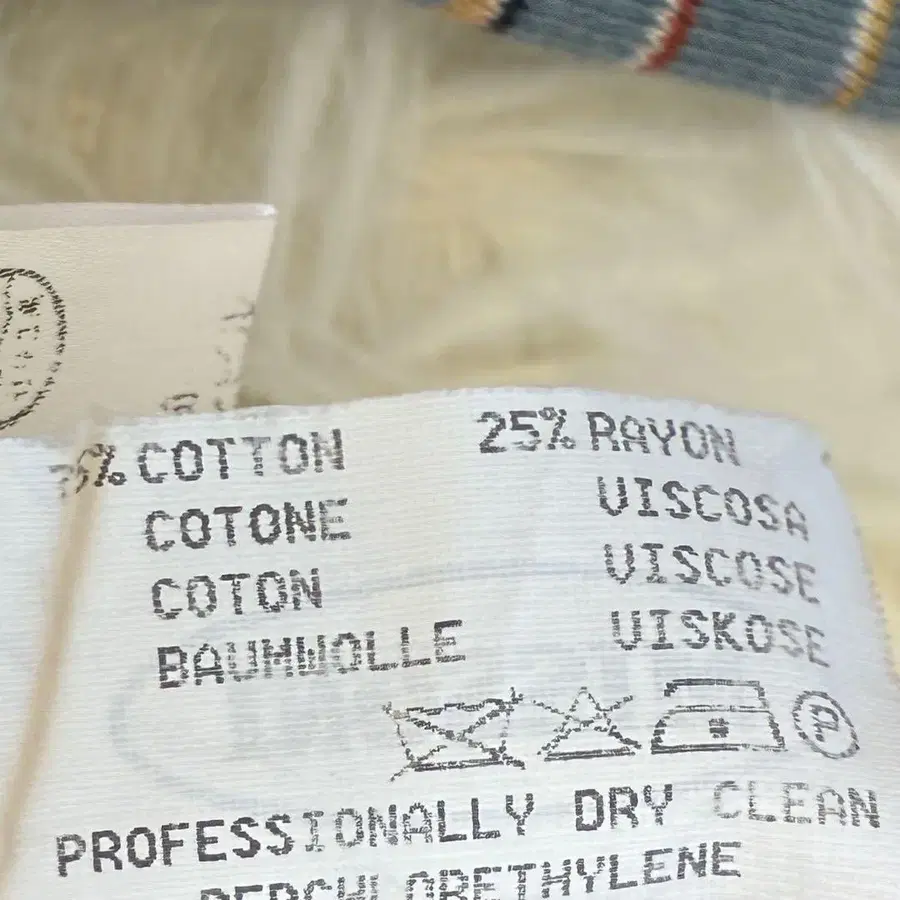 % COTTON 25% RAYON
COTONE VISCOSA
COTON VISCOSE
BAUMWOLLE VISKOSE
PROFESSIONALLY DRY CLEAN